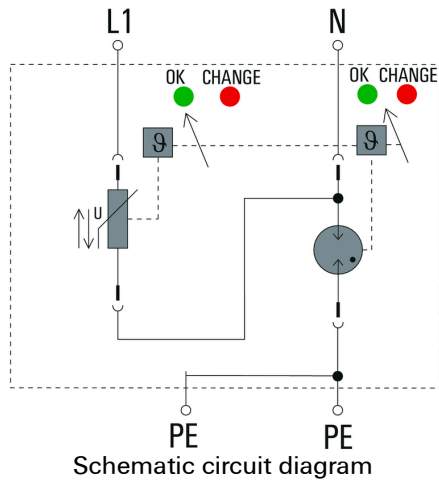 L1 N
OK CHANGE OK CHANGE
ϑ ϑ
U
PE PE
Schematic circuit diagram